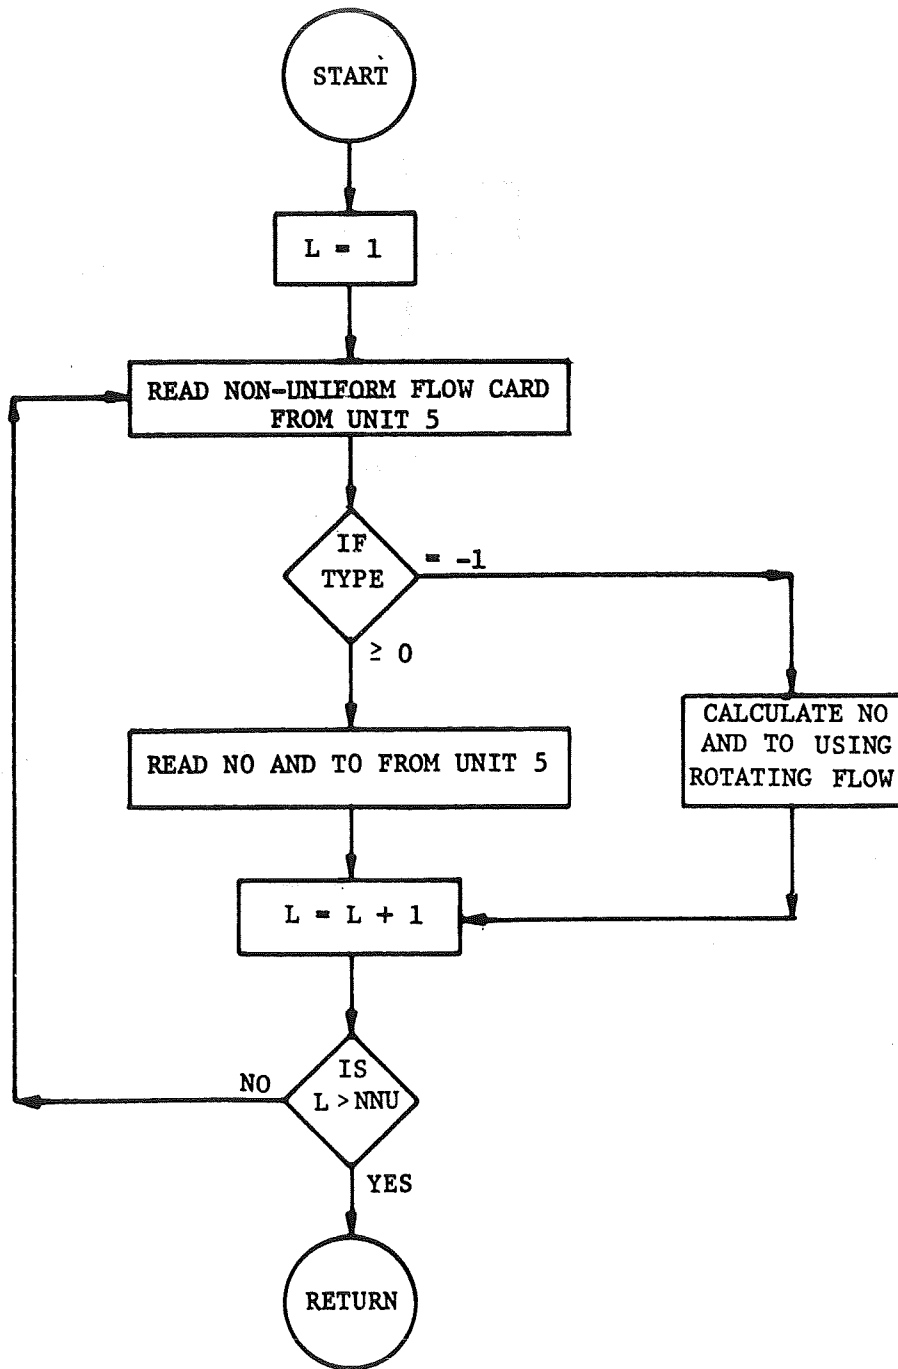 START
L = 1
READ NON-UNIFORM FLOW CARD
FROM UNIT 5
IF
TYPE
= -1
≥ 0
CALCULATE NO
AND TO USING
ROTATING FLOW
READ NO AND TO FROM UNIT 5
L = L + 1
IS
L > NNU
NO
YES
RETURN